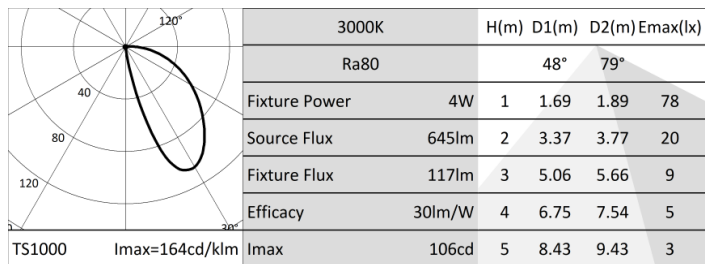 120°
40
80
120
30°
TS1000 Imax=164cd/klm
3000K
Ra80
Fixture Power 4W
Source Flux 645lm
Fixture Flux 117lm
Efficacy 30lm/W
Imax 106cd
H(m) D1(m) D2(m) Emax(lx)
48° 79°
1 1.69 1.89 78
2 3.37 3.77 20
3 5.06 5.66 9
4 6.75 7.54 5
5 8.43 9.43 3